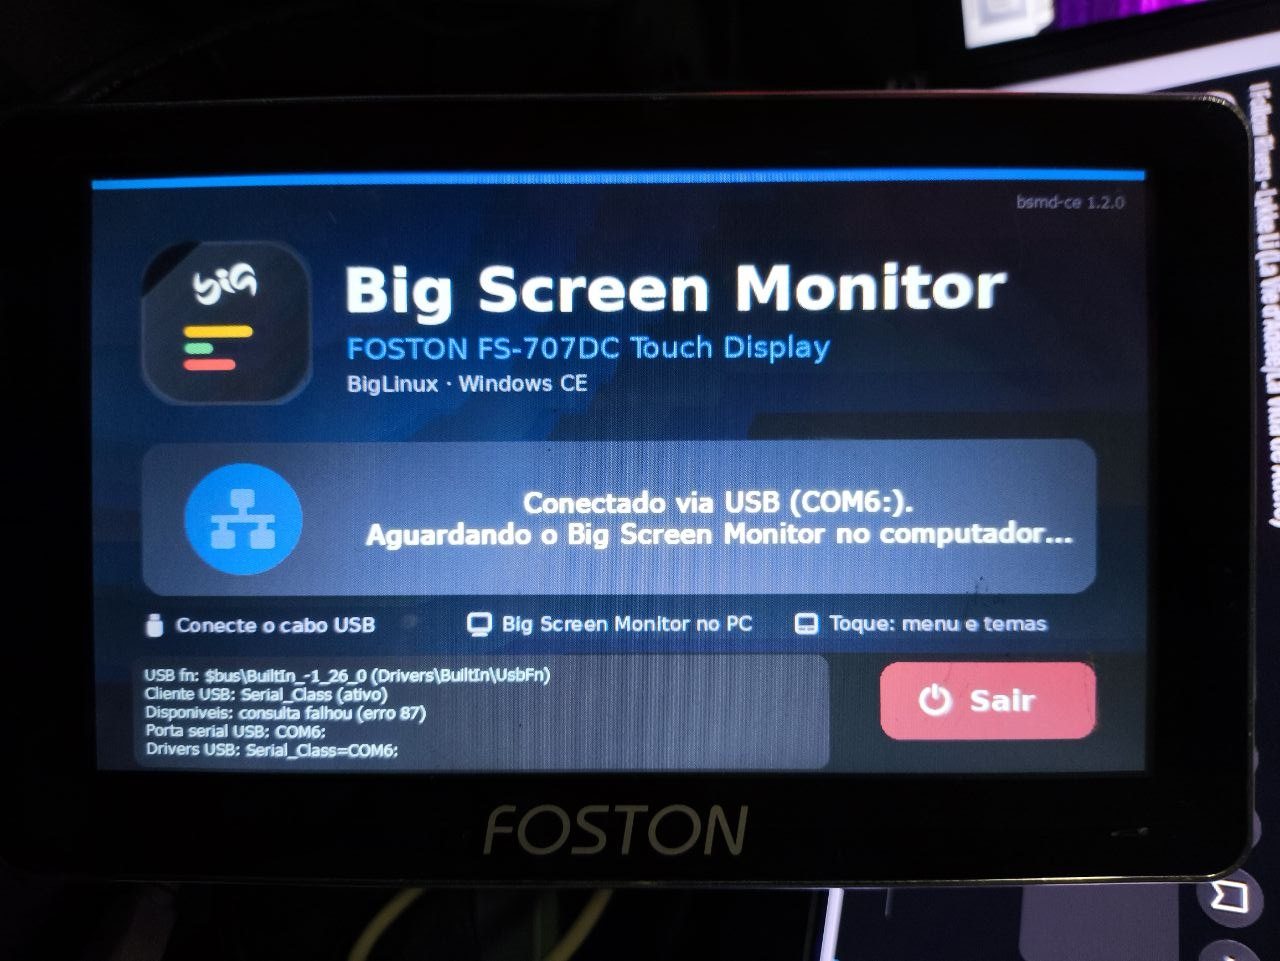 bsmd-ce 1.2.0
big
Big Screen Monitor
FOSTON FS-707DC Touch Display
BigLinux · Windows CE
Conectado via USB (COM6:).
Aguardando o Big Screen Monitor no computador...
Conecte o cabo USB
Big Screen Monitor no PC
Toque: menu e temas
USB fn: $bus\BuiltIn_-1_26_0 (Drivers\BuiltIn\UsbFn)
Cliente USB: Serial_Class (ativo)
Disponiveis: consulta falhou (erro 87)
Porta serial USB: COM6:
Drivers USB: Serial_Class=COM6:
Sair
FOSTON